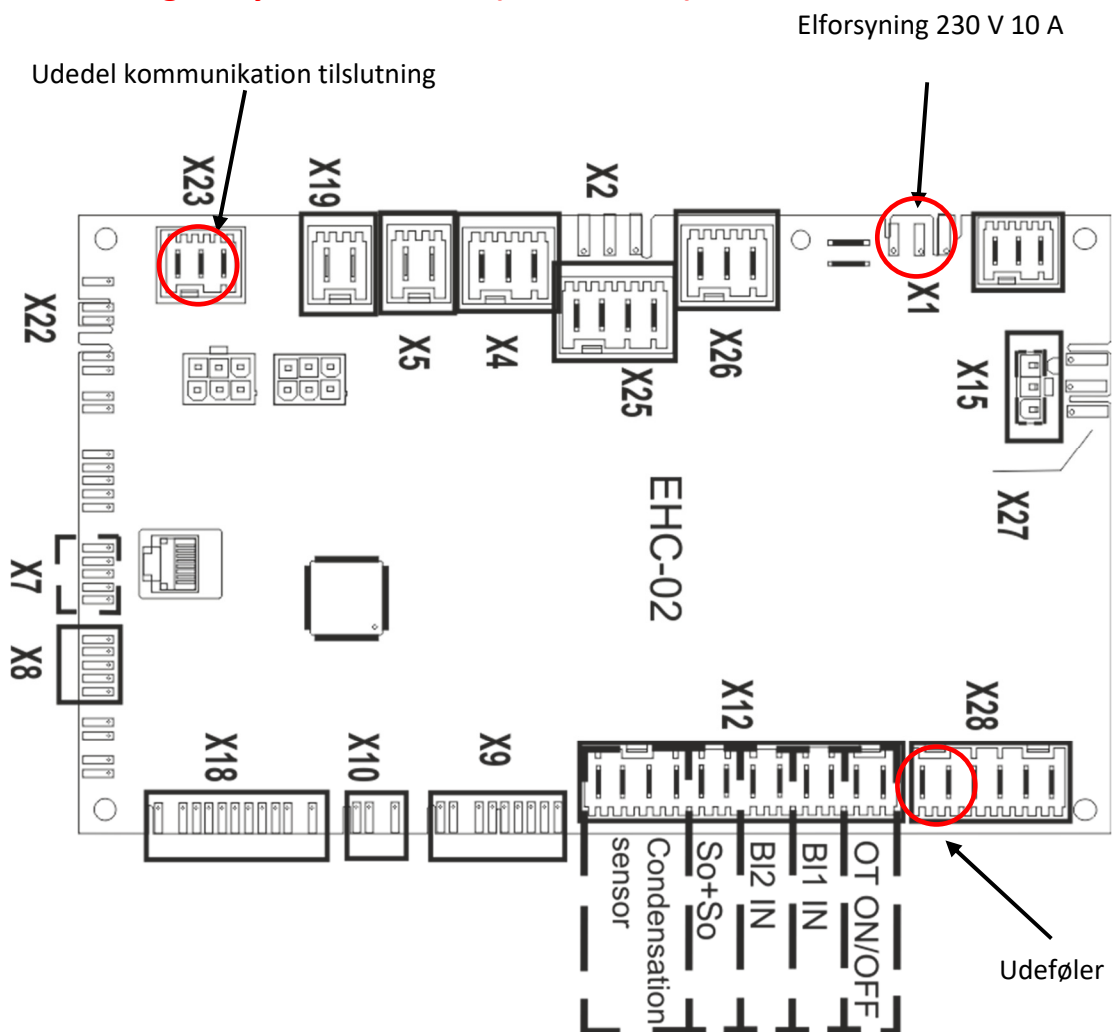 Elforsyning 230 V 10 A
Udedel kommunikation tilslutning
X23
X19
X2
X22
X5
X4
X25
X26
X1
X15
X27
EHC-02
X7
X8
X18
X10
X9
X12
X28
Condensation
sensor
So+So
BI2 IN
BI1 IN
OT ON/OFF
Udeføler